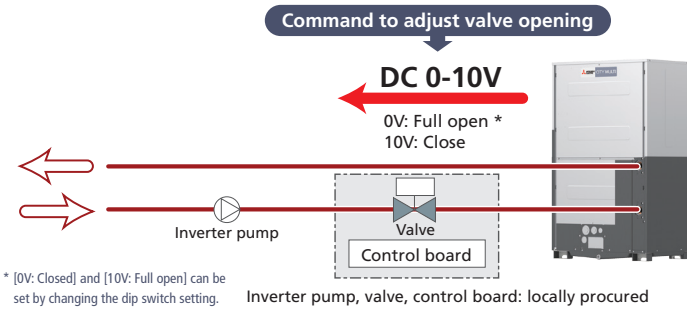 Command to adjust valve opening
DC 0-10V
0V: Full open *
10V: Close
Inverter pump
Valve
Control board
* [0V: Closed] and [10V: Full open] can be
set by changing the dip switch setting.
Inverter pump, valve, control board: locally procured